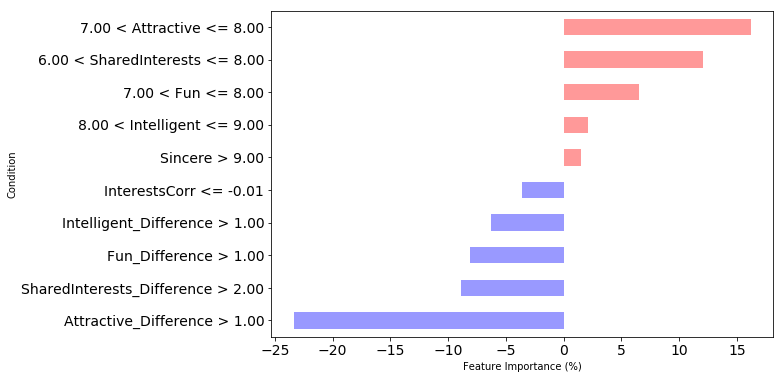 7.00 < Attractive <= 8.00
6.00 < SharedInterests <= 8.00
7.00 < Fun <= 8.00
8.00 < Intelligent <= 9.00
Sincere > 9.00
InterestsCorr <= -0.01
Intelligent_Difference > 1.00
Fun_Difference > 1.00
SharedInterests_Difference > 2.00
Attractive_Difference > 1.00
Condition
−25 −20 −15 −10 −5 0 5 10 15
Feature Importance (%)